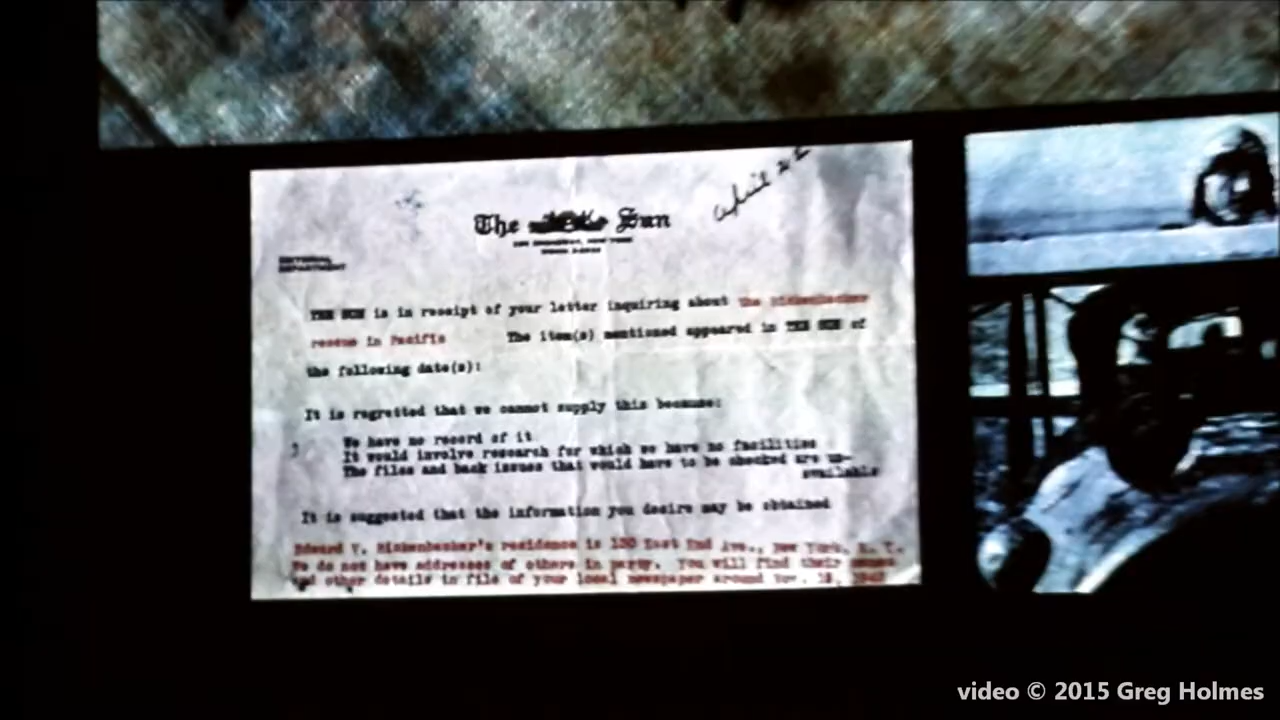 April 22
The Sun
EDITORIAL
DEPARTMENT
THE SUN is in receipt of your letter inquiring about the Rickenbacker
rescue in Pacific The item(s) mentioned appeared in THE SUN of
the following date(s):
It is regretted that we cannot supply this because:
We have no record of it
It would involve research for which we have no facilities
The files and back issues that would have to be checked are un-
available
It is suggested that the information you desire may be obtained
Edward V. Rickenbacker's residence is East End Ave., New York, N. Y.
We do not have addresses of others in party. You will find their names
and other details in file of your local newspaper around
video © 2015 Greg Holmes